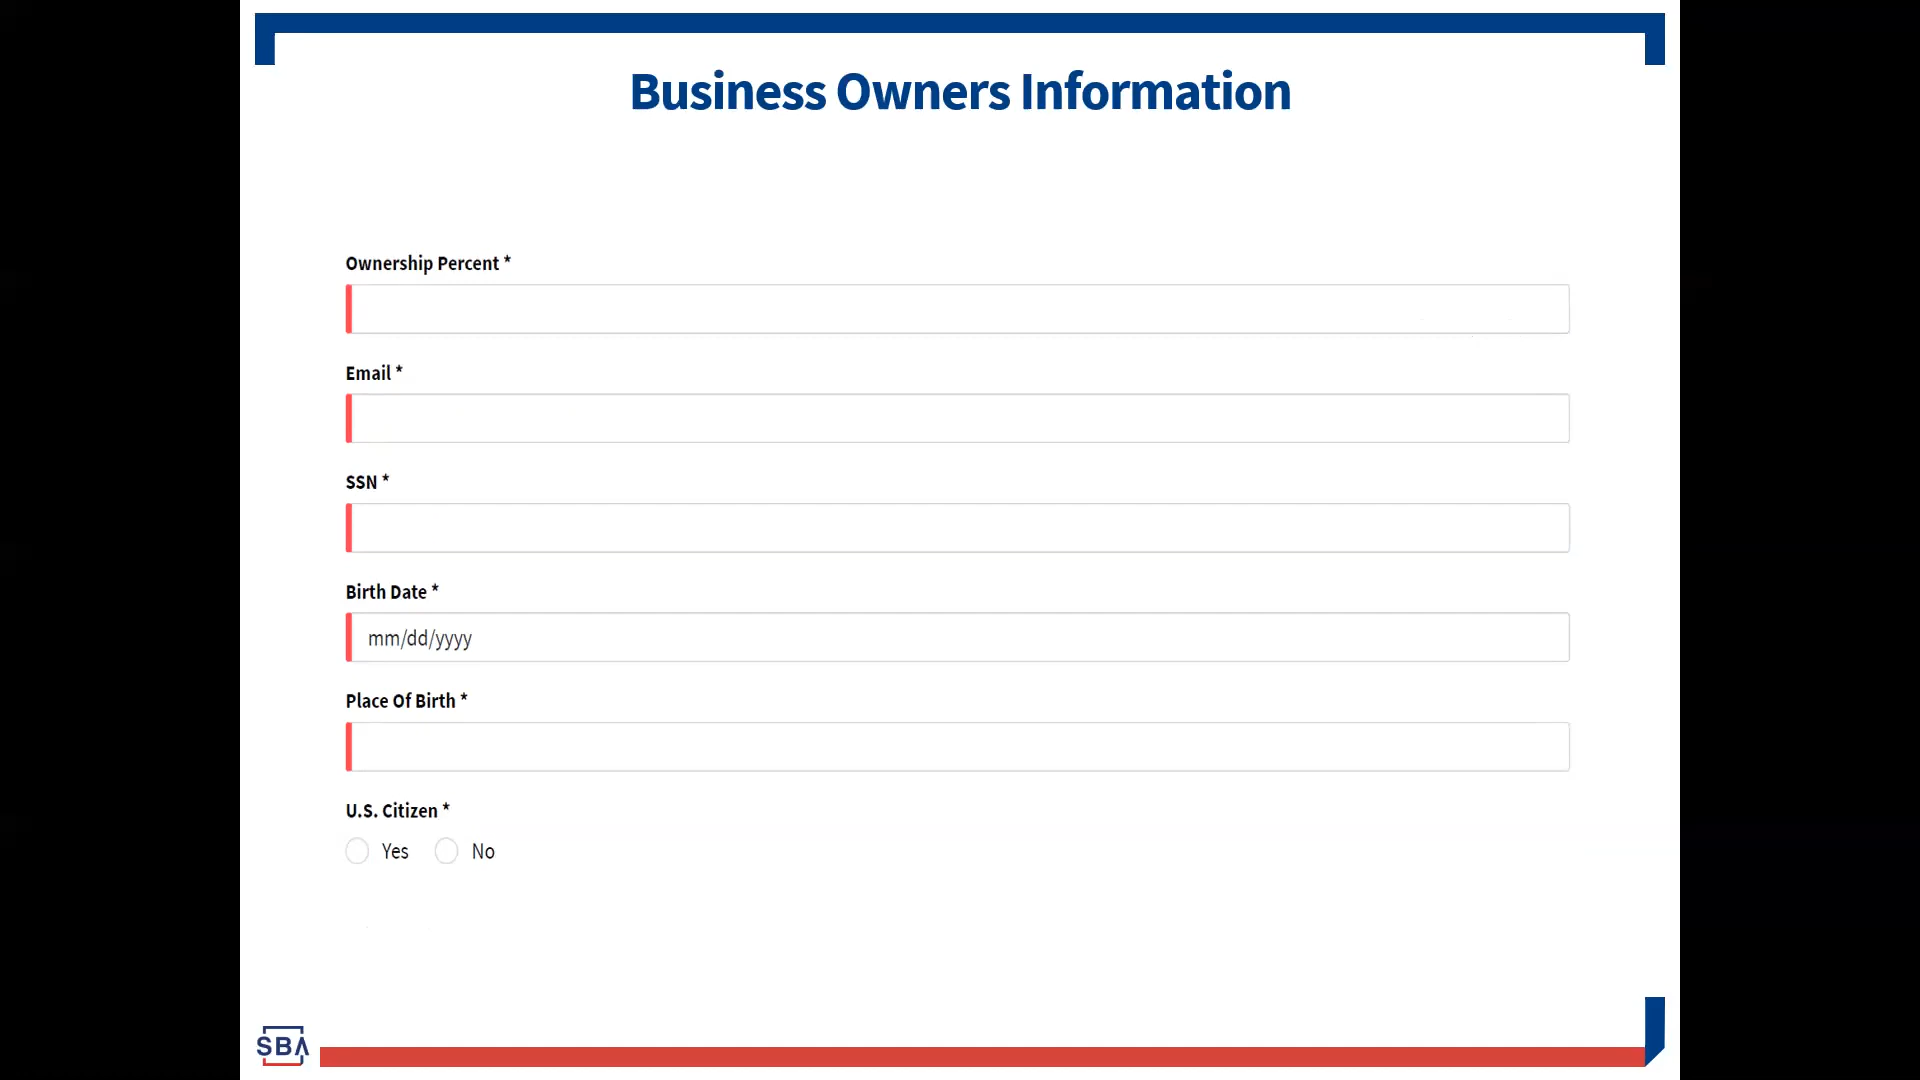 Business Owners Information
Ownership Percent *
Email *
SSN *
Birth Date *
mm/dd/yyyy
Place Of Birth *
U.S. Citizen *
Yes No
SBA